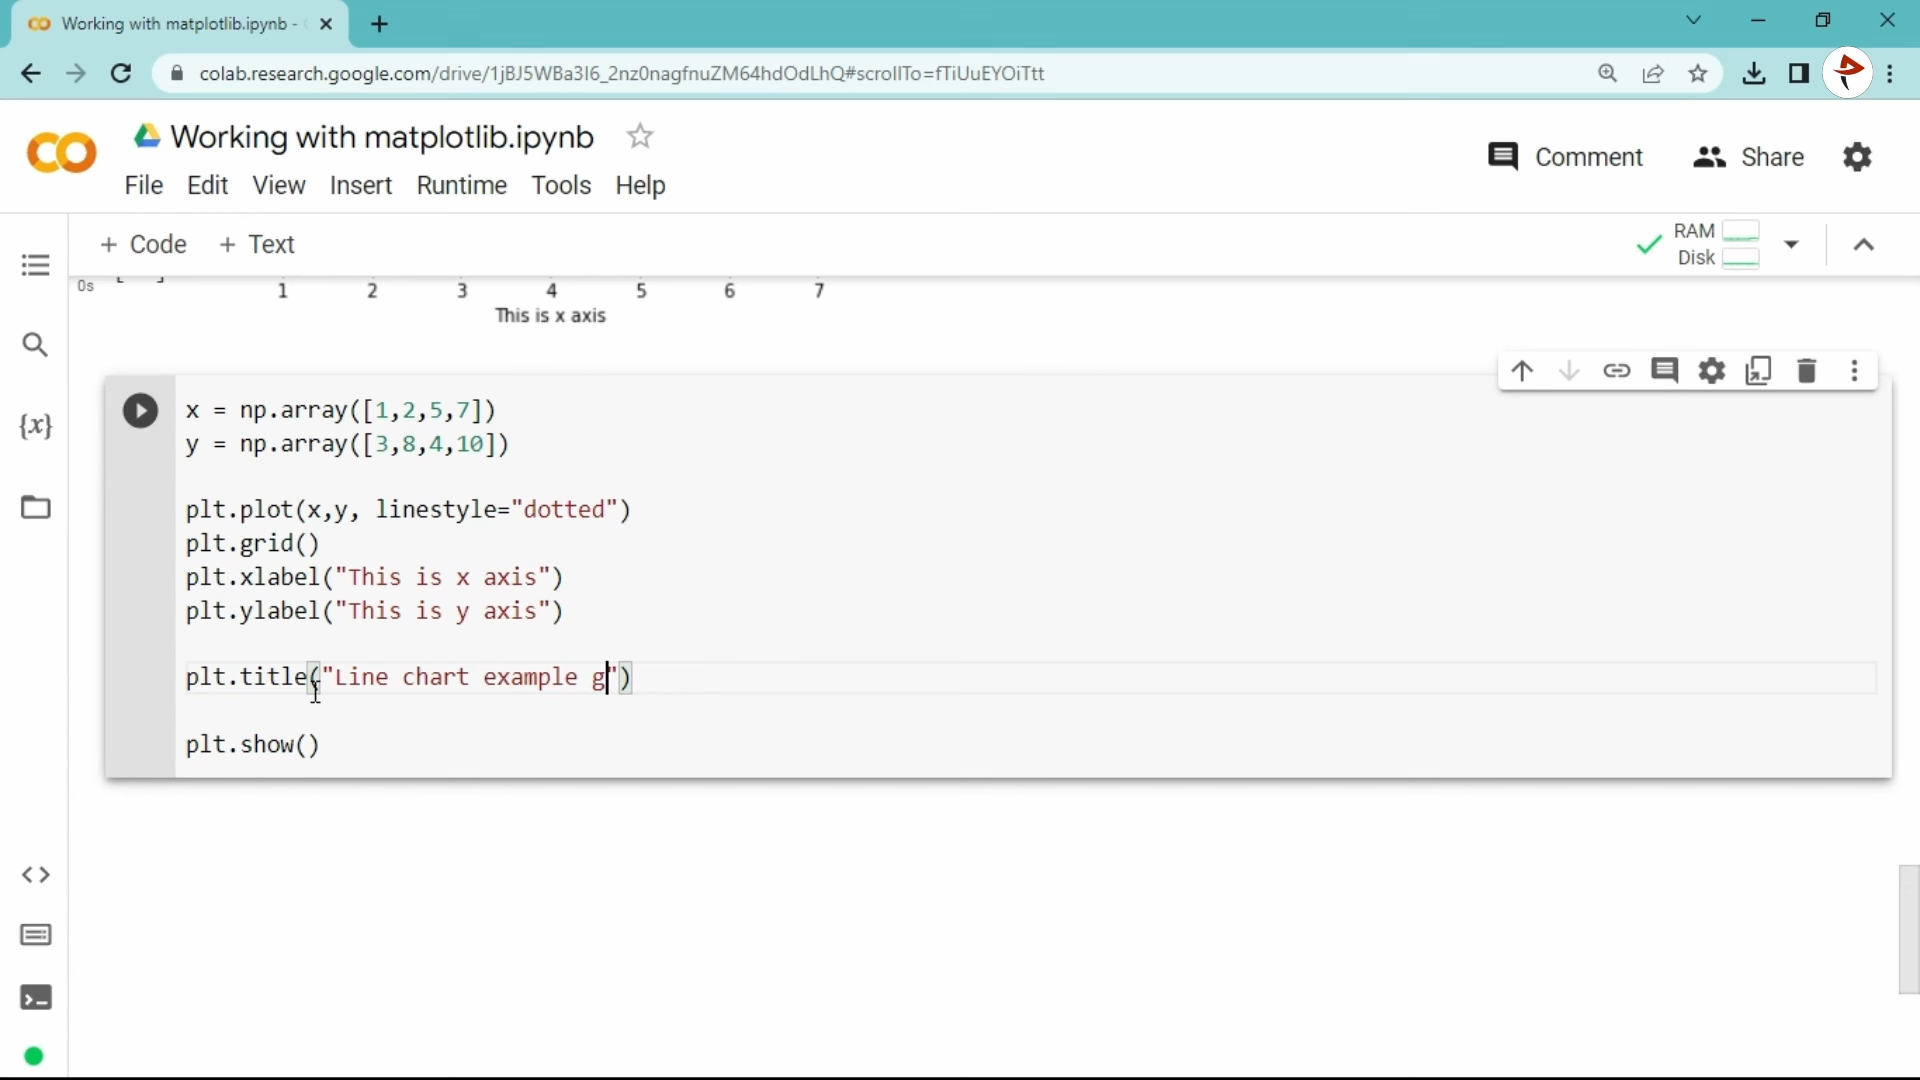 Working with matplotlib.ipynb -
colab.research.google.com/drive/1jBJ5WBa3I6_2nz0nagfnuZM64hdOdLhQ#scrollTo=fTiUuEYOiTtt
Working with matplotlib.ipynb
Comment
Share
File Edit View Insert Runtime Tools Help
+ Code + Text
RAM
Disk
0s
1 2 3 4 5 6 7
This is x axis
{x}
x = np.array([1,2,5,7])
y = np.array([3,8,4,10])
plt.plot(x,y, linestyle="dotted")
plt.grid()
plt.xlabel("This is x axis")
plt.ylabel("This is y axis")
plt.title("Line chart example g")
plt.show()